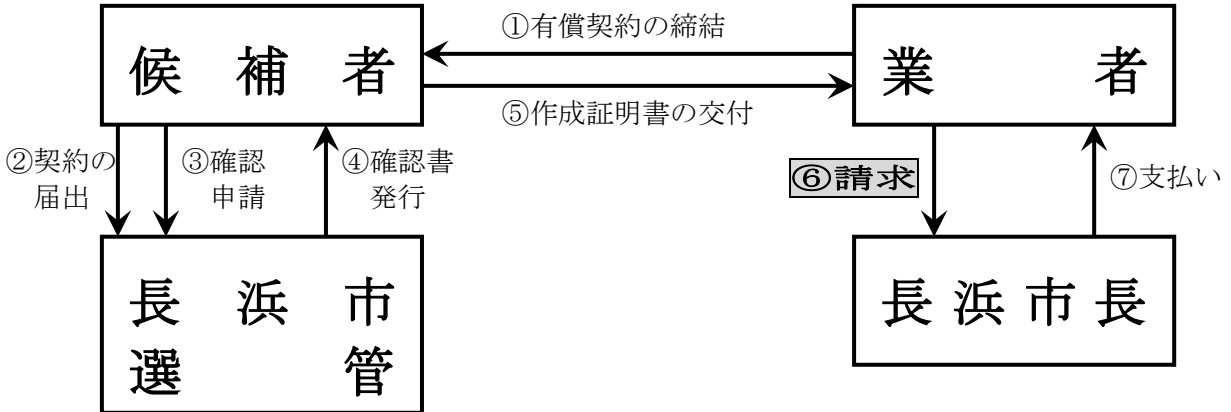 ①有償契約の締結
候補者
業者
⑤作成証明書の交付
②契約の
届出
③確認
申請
④確認書
発行
⑥請求
⑦支払い
長浜市
選管
長浜市長